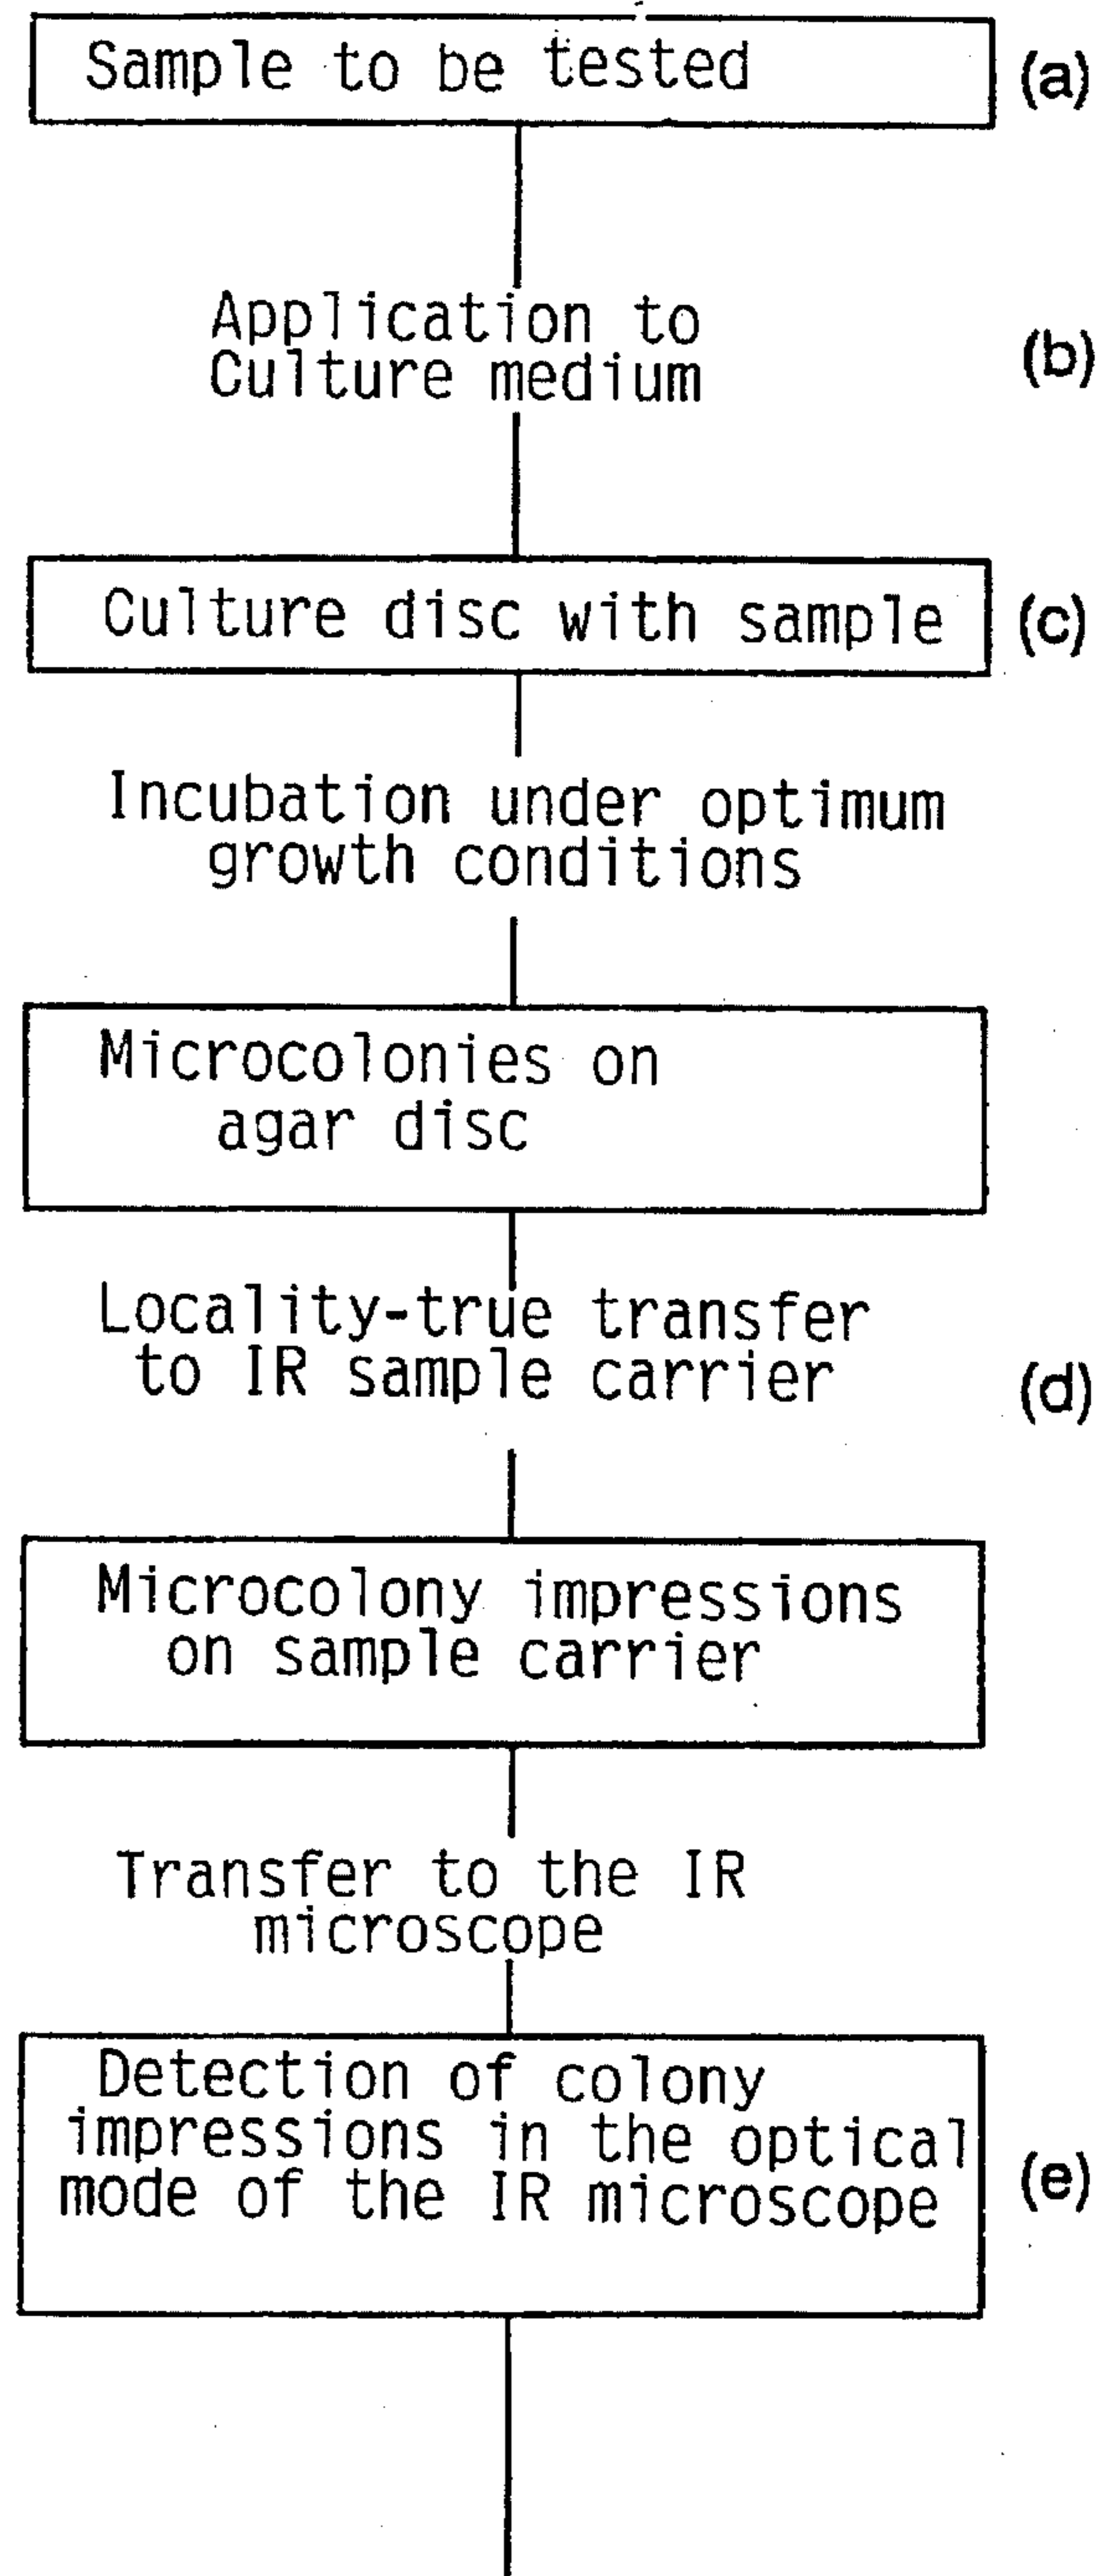 Sample to be tested (a)
Application to
Culture medium (b)
Culture disc with sample (c)
Incubation under optimum
growth conditions
Microcolonies on
agar disc
Locality-true transfer
to IR sample carrier (d)
Microcolony impressions
on sample carrier
Transfer to the IR
microscope
Detection of colony
impressions in the optical
mode of the IR microscope (e)